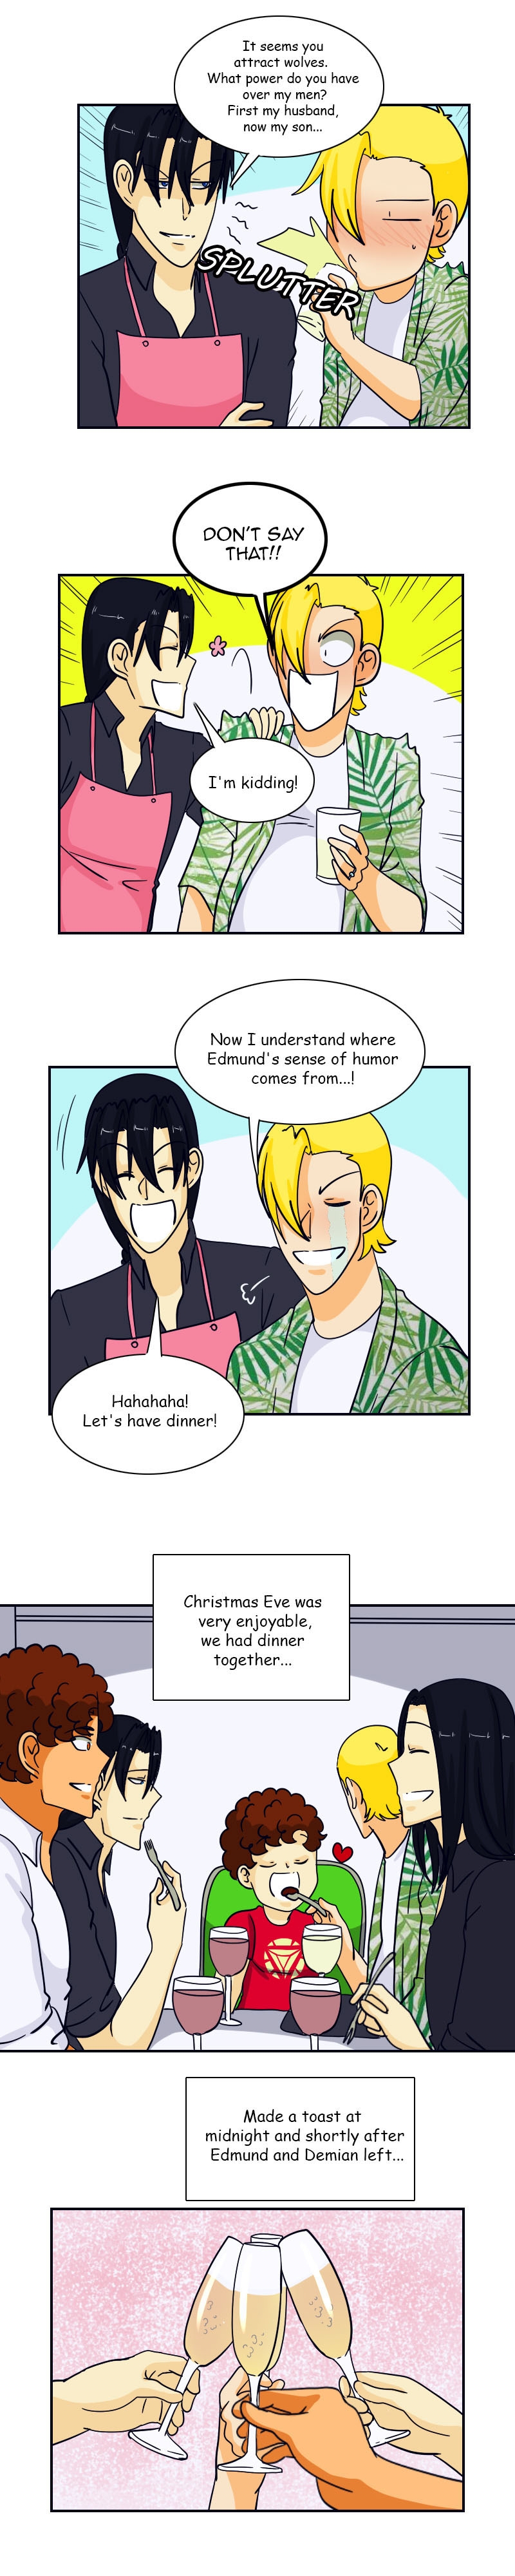 It seems you
attract wolves.
What power do you have
over my men?
First my husband,
now my son...
SPLUTTER
DON'T SAY
THAT!!
I'm kidding!
Now I understand where
Edmund's sense of humor
comes from...!
Hahahaha!
Let's have dinner!
Christmas Eve was
very enjoyable,
we had dinner
together...
Made a toast at
midnight and shortly after
Edmund and Demian left...